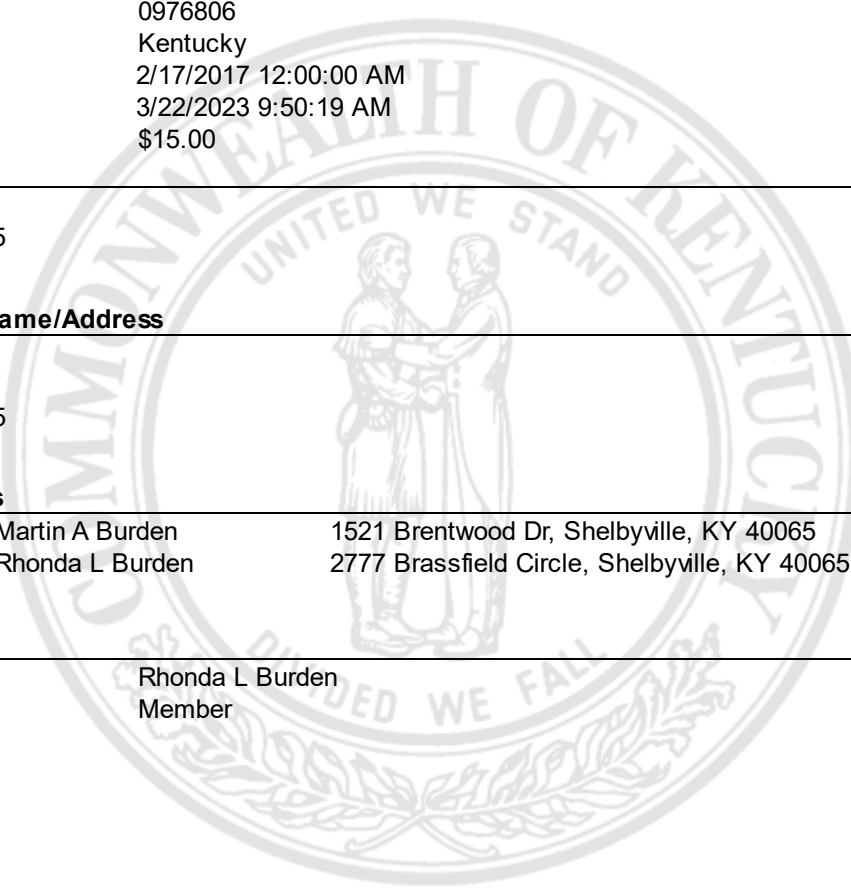 0976806
Kentucky
2/17/2017 12:00:00 AM
3/22/2023 9:50:19 AM
$15.00
COMMONWEALTH OF KENTUCKY
UNITED WE STAND
5
ame/Address
5
s
Martin A Burden 1521 Brentwood Dr, Shelbyville, KY 40065
Rhonda L Burden 2777 Brassfield Circle, Shelbyville, KY 40065
DIVIDED WE FALL
Rhonda L Burden
Member